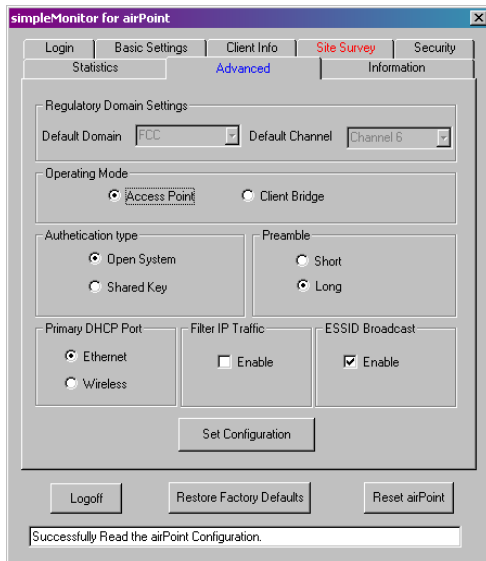 simpleMonitor for airPoint
Login Basic Settings Client Info Site Survey Security
Statistics Advanced Information
Regulatory Domain Settings
Default Domain FCC Default Channel Channel 6
Operating Mode
Access Point Client Bridge
Authetication type Preamble
Open System Short
Shared Key Long
Primary DHCP Port Filter IP Traffic ESSID Broadcast
Ethernet Enable Enable
Wireless
Set Configuration
Logoff Restore Factory Defaults Reset airPoint
Successfully Read the airPoint Configuration.